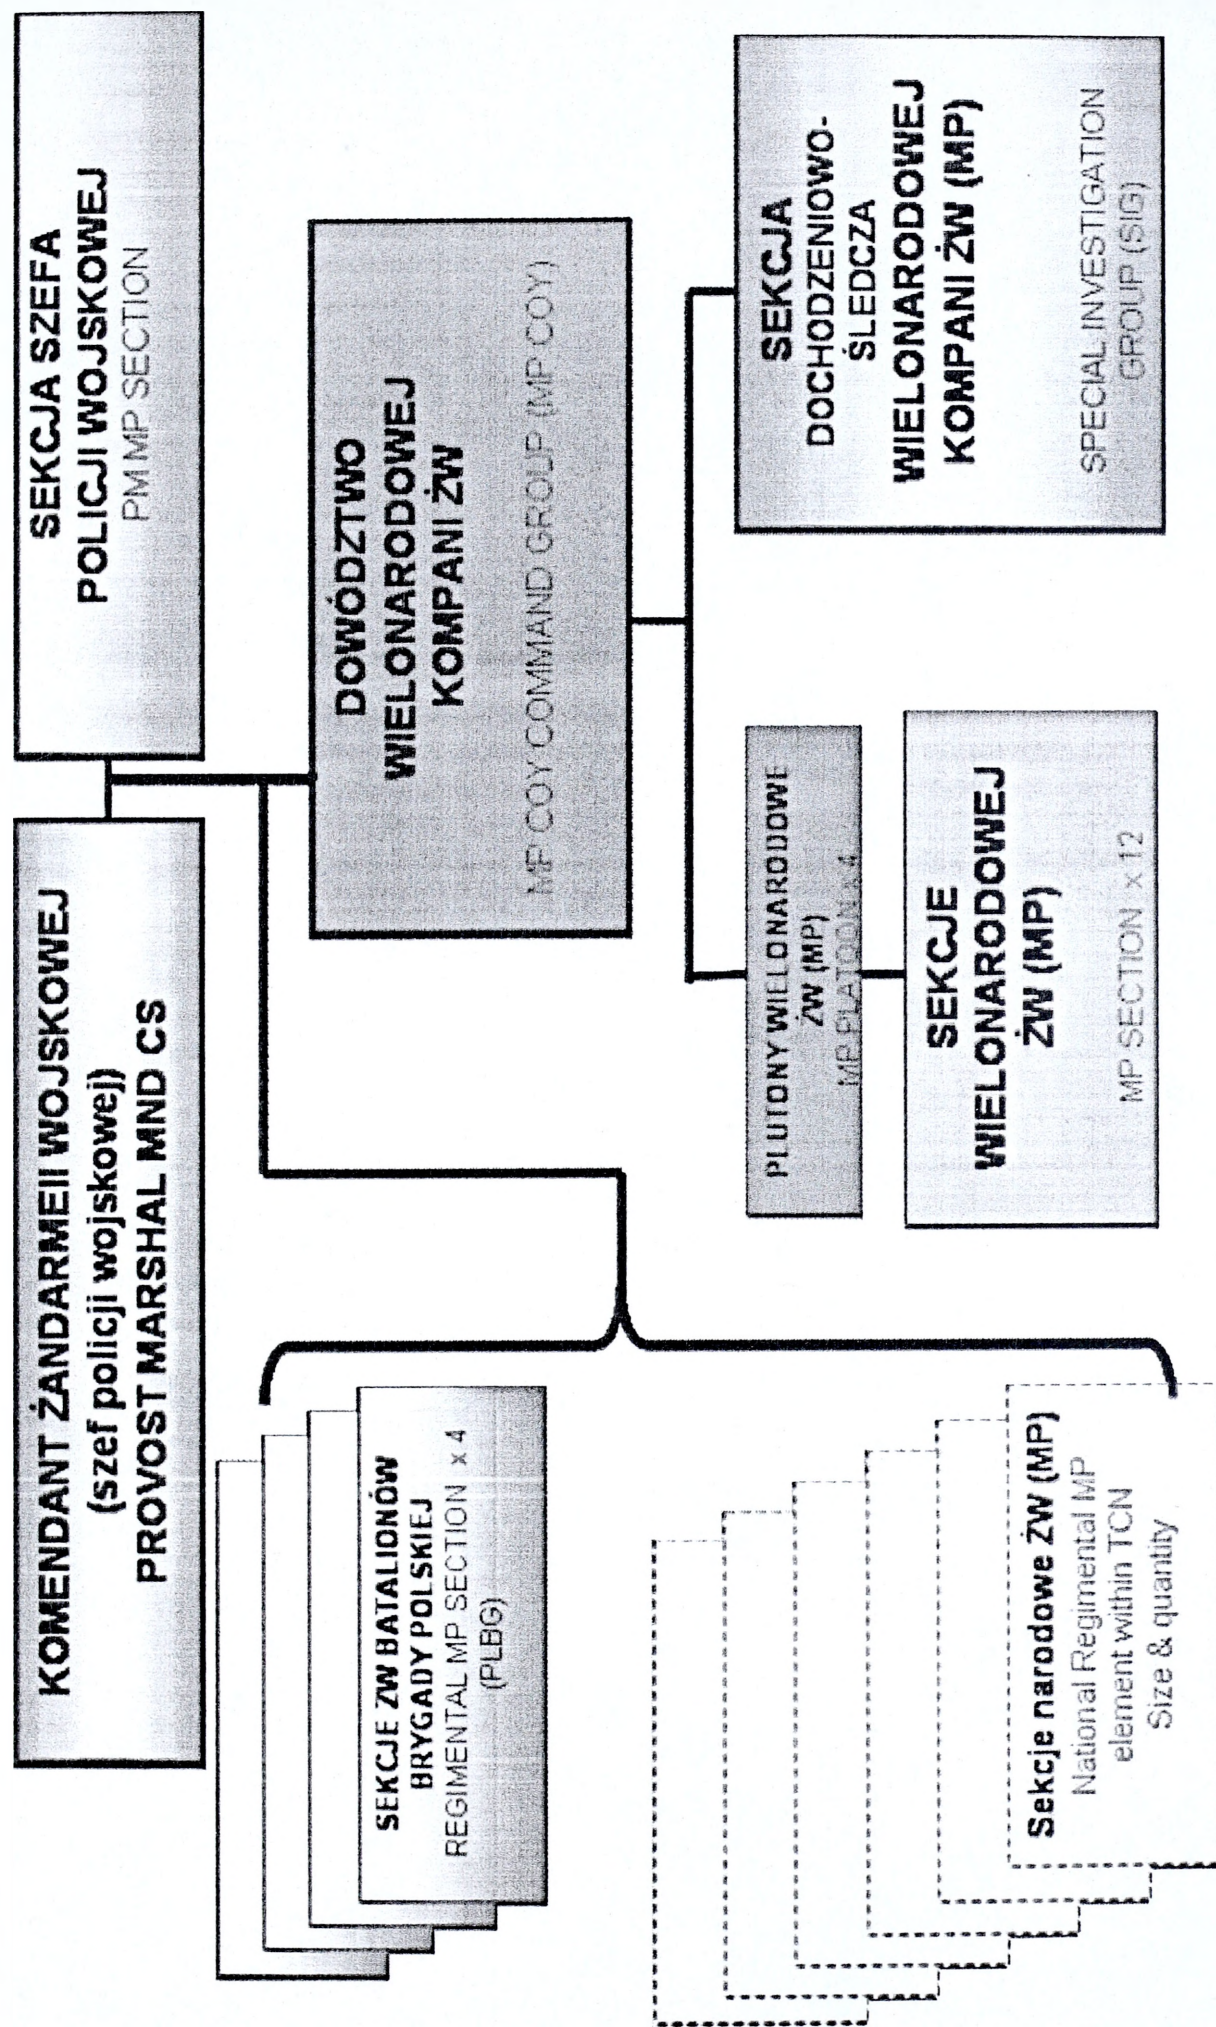 KOMENDANT ŻANDARMEII WOJSKOWEJ
(szef policji wojskowej)
PROVOST MARSHAL MND CS
SEKCJA SZEFA
POLICJI WOJSKOWEJ
PM MP SECTION
DOWÓDZTWO
WIELONARODOWEJ
KOMPANI ŻW
MP COY COMMAND GROUP (MP COY)
SEKCJE ZW BATALIONÓW
BRYGADY POLSKIEJ
REGIMENTAL MP SECTION x 4
(PLBG)
Sekcje narodowe ŻW (MP)
National Regimental MP
element within TCN
Size & quantity
PLUTONY WIELONARODOWE
ŻW (MP)
MP PLATOON x 4
SEKCJE
WIELONARODOWEJ
ŻW (MP)
MP SECTION x 12
SEKCJA
DOCHODZENIOWO-
ŚLEDCZA
WIELONARODOWEJ
KOMPANI ŻW (MP)
SPECIAL INVESTIGATION
GROUP (SIG)